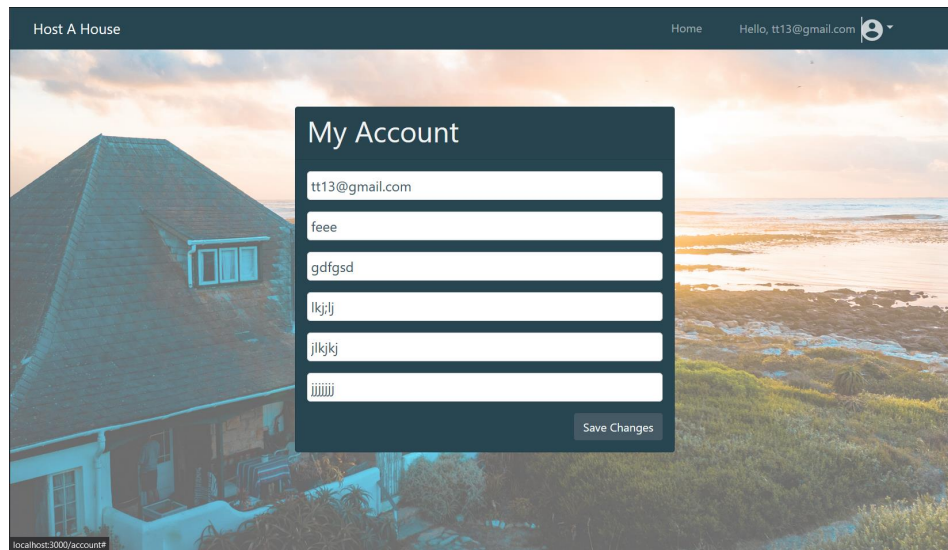 Host A House
Home
Hello, tt13@gmail.com
My Account
tt13@gmail.com
feee
gdfgsd
lkj;lj
jlkjkj
jjjjjjj
Save Changes
localhost:3000/account#